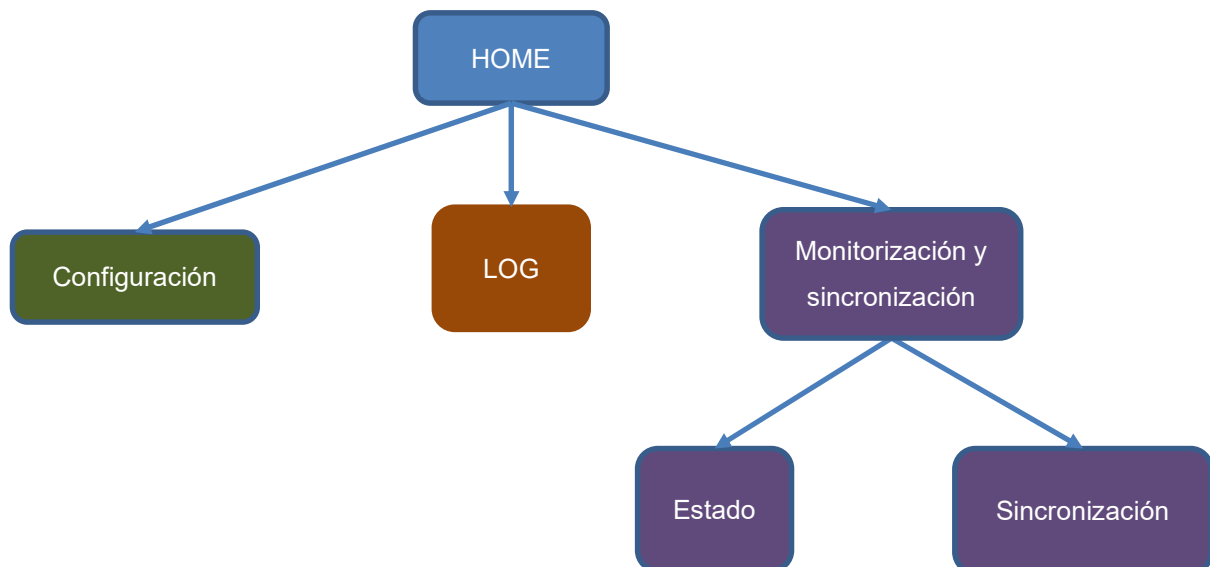 HOME
Configuración
LOG
Monitorización y
sincronización
Estado
Sincronización